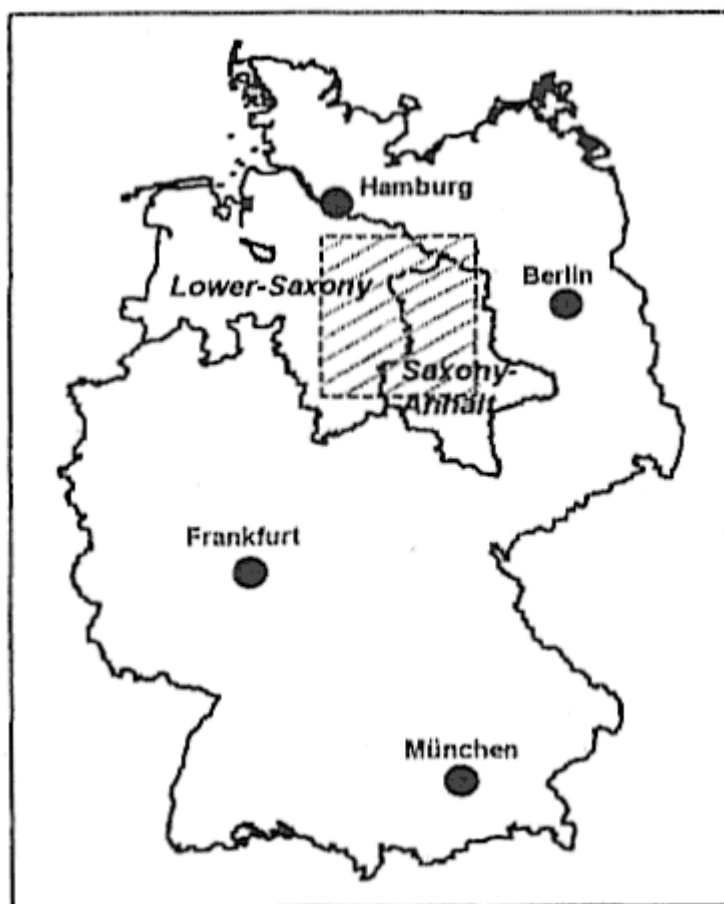 Hamburg
Berlin
Lower-Saxony
Saxony-
Anhalt
Frankfurt
München